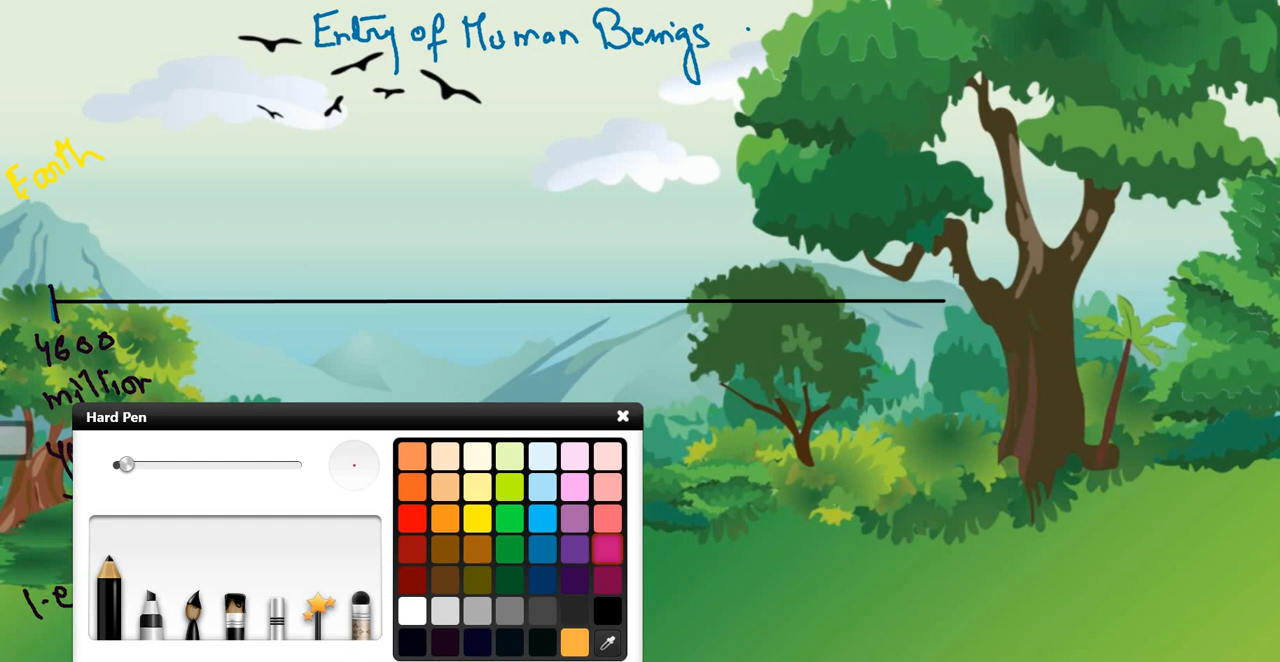 Entry of Human Beings
Earth
4600
million
Hard Pen
i-e